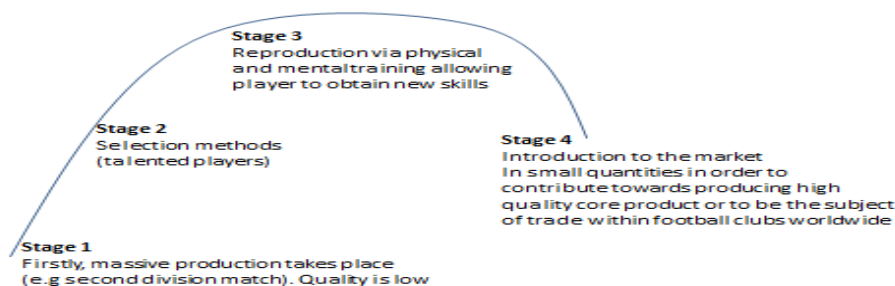 Stage 3
Reproduction via physical
and mental training allowing
player to obtain new skills
Stage 2
Selection methods
(talented players)
Stage 4
Introduction to the market
In small quantities in order to
contribute towards producing high
quality core product or to be the subject
of trade within football clubs worldwide
Stage 1
Firstly, massive production takes place
(e.g second division match). Quality is low